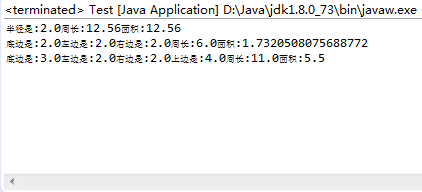 <terminated> Test [Java Application] D:\Java\jdk1.8.0_73\bin\javaw.exe
半径是:2.0周长:12.56面积:12.56
底边是:2.0左边是:2.0右边是:2.0周长:6.0面积:1.7320508075688772
底边是:3.0左边是:2.0右边是:2.0上边是:4.0周长:11.0面积:5.5